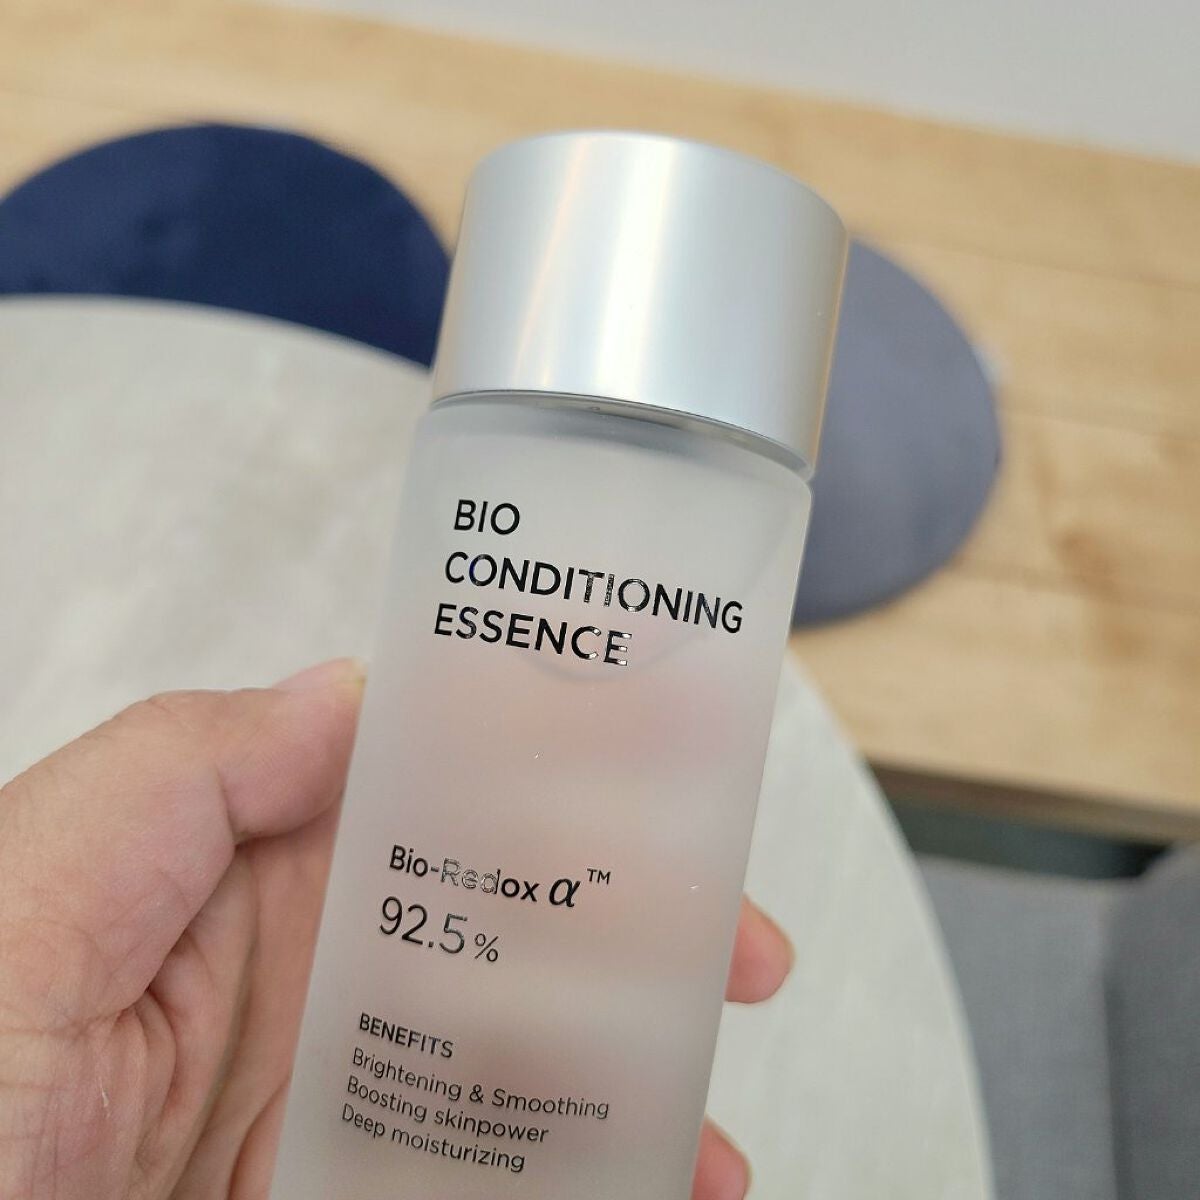 BIO
CONDITIONING
ESSENCE
Bio-Redox α™
92.5%
BENEFITS
Brightening & Smoothing
Boosting skinpower
Deep moisturizing